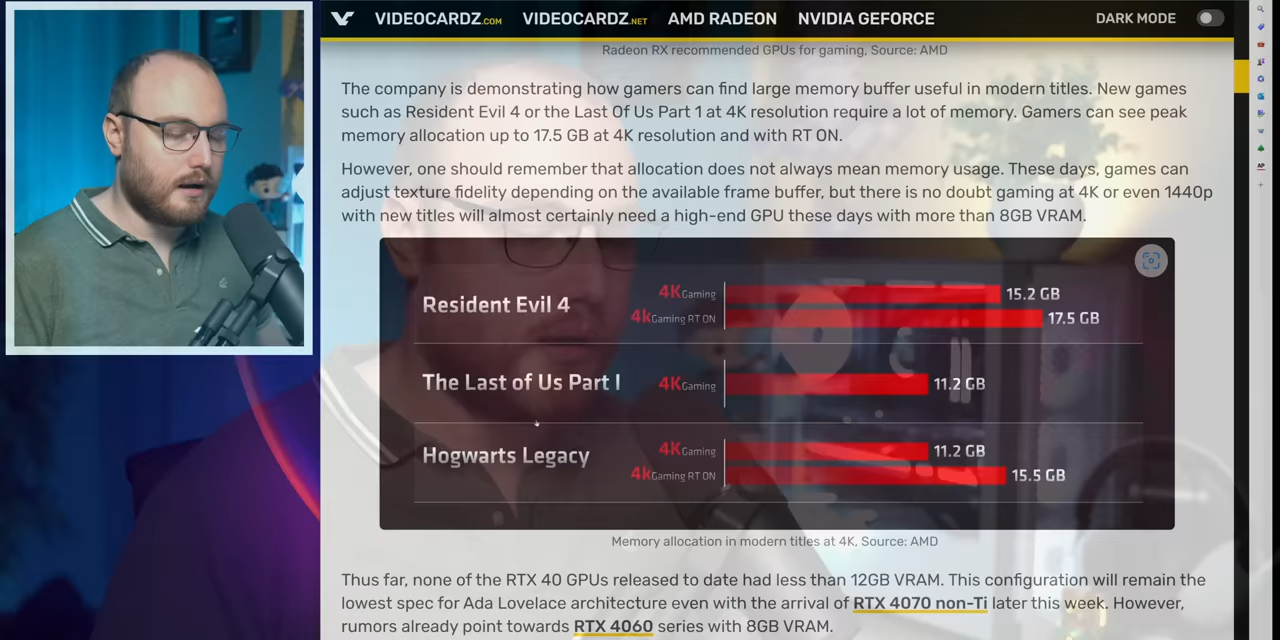 VIDEOCARDZ.COM VIDEOCARDZ.NET AMD RADEON NVIDIA GEFORCE DARK MODE
Radeon RX recommended GPUs for gaming, Source: AMD
The company is demonstrating how gamers can find large memory buffer useful in modern titles. New games
such as Resident Evil 4 or the Last Of Us Part 1 at 4K resolution require a lot of memory. Gamers can see peak
memory allocation up to 17.5 GB at 4K resolution and with RT ON.
However, one should remember that allocation does not always mean memory usage. These days, games can
adjust texture fidelity depending on the available frame buffer, but there is no doubt gaming at 4K or even 1440p
with new titles will almost certainly need a high-end GPU these days with more than 8GB VRAM.
Resident Evil 4
4K Gaming 15.2 GB
4k Gaming RT ON 17.5 GB
The Last of Us Part I
4K Gaming 11.2 GB
Hogwarts Legacy
4K Gaming 11.2 GB
4k Gaming RT ON 15.5 GB
Memory allocation in modern titles at 4K, Source: AMD
Thus far, none of the RTX 40 GPUs released to date had less than 12GB VRAM. This configuration will remain the
lowest spec for Ada Lovelace architecture even with the arrival of RTX 4070 non-Ti later this week. However,
rumors already point towards RTX 4060 series with 8GB VRAM.